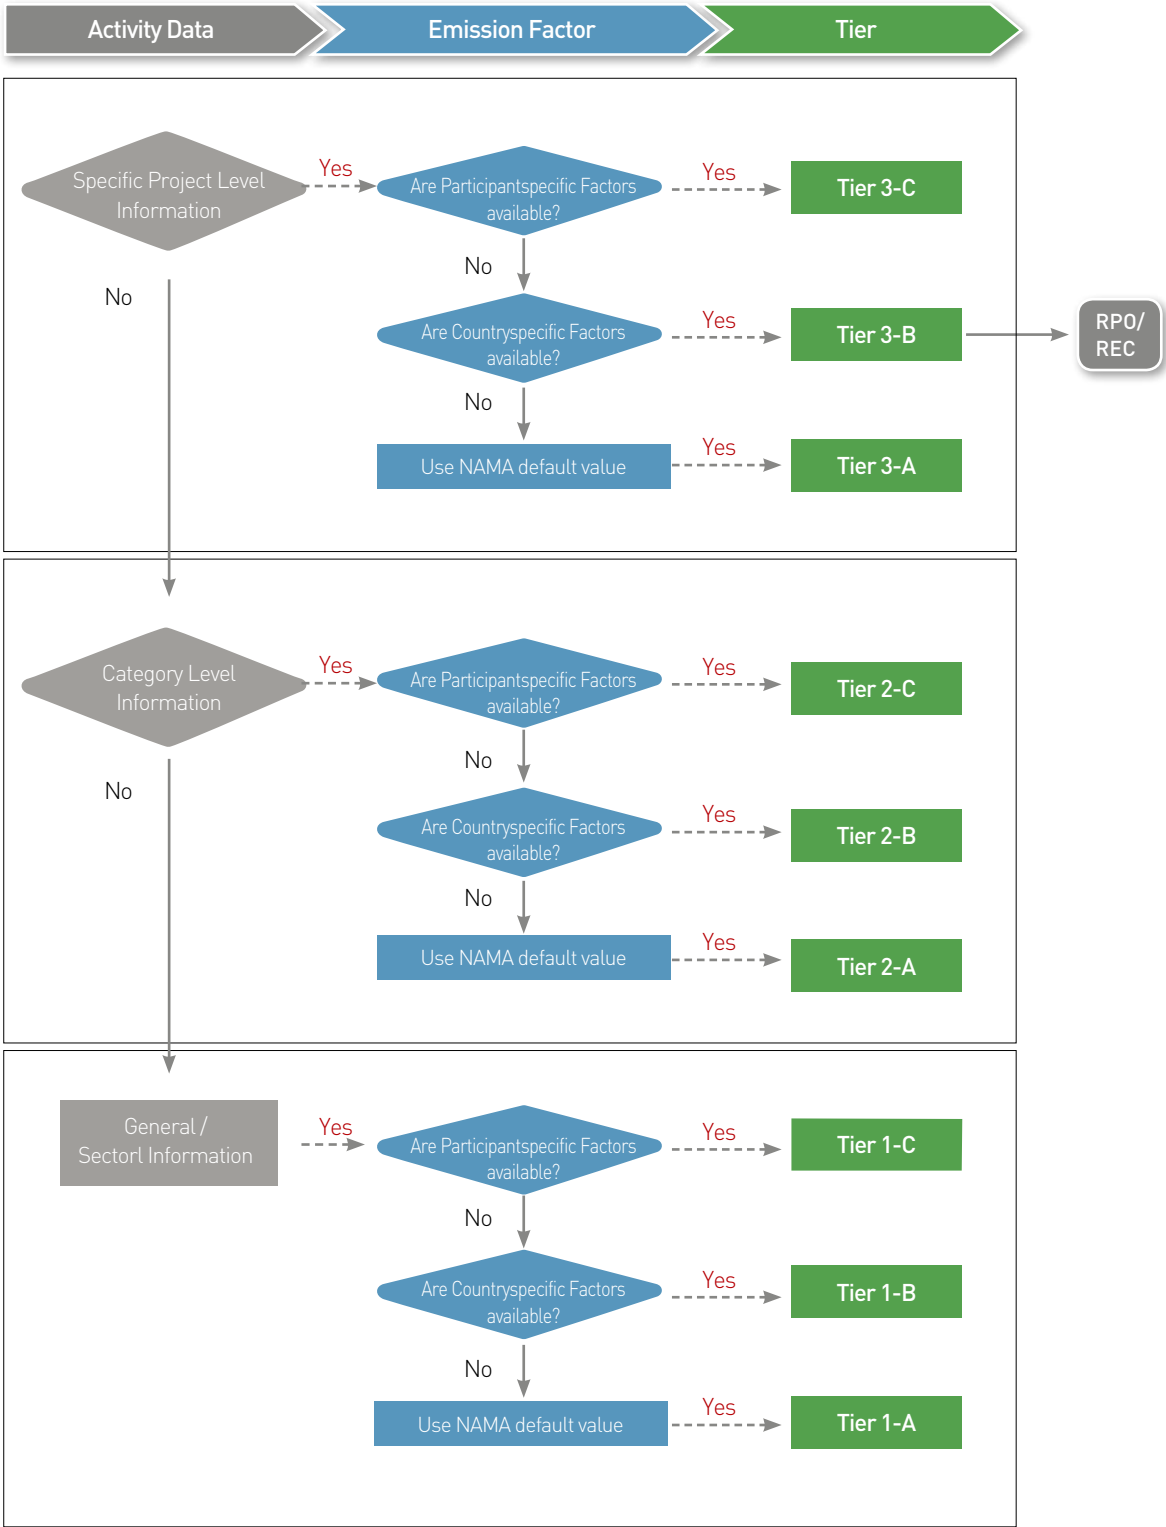 Activity Data
Emission Factor
Tier
Specific Project Level
Information
Yes
Are Participantspecific Factors
available?
Yes
Tier 3-C
No
No
Are Countryspecific Factors
available?
Yes
Tier 3-B
RPO/
REC
No
Use NAMA default value
Yes
Tier 3-A
Category Level
Information
Yes
Are Participantspecific Factors
available?
Yes
Tier 2-C
No
No
Are Countryspecific Factors
available?
Yes
Tier 2-B
No
Use NAMA default value
Yes
Tier 2-A
General /
Sectorl Information
Yes
Are Participantspecific Factors
available?
Yes
Tier 1-C
No
Are Countryspecific Factors
available?
Yes
Tier 1-B
No
Use NAMA default value
Yes
Tier 1-A